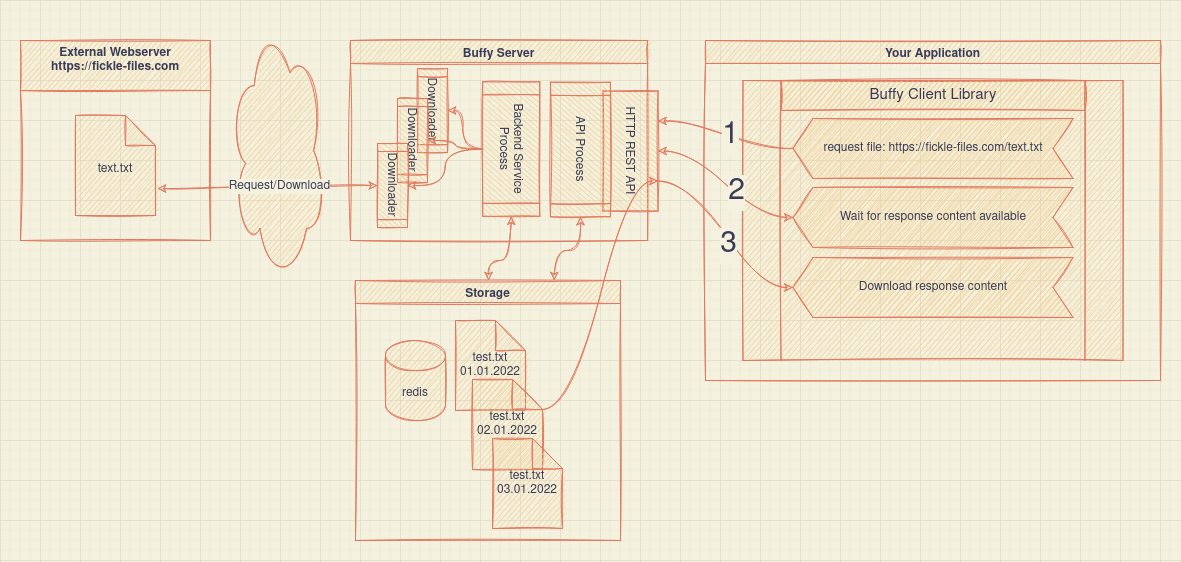 External Webserver
https://fickle-files.com
text.txt
Request/Download
Buffy Server
Downloader
Downloader
Downloader
Backend Service
Process
API Process
HTTP REST API
Storage
redis
test.txt
01.01.2022
test.txt
02.01.2022
test.txt
03.01.2022
Your Application
Buffy Client Library
1
request file: https://fickle-files.com/text.txt
2
Wait for response content available
3
Download response content